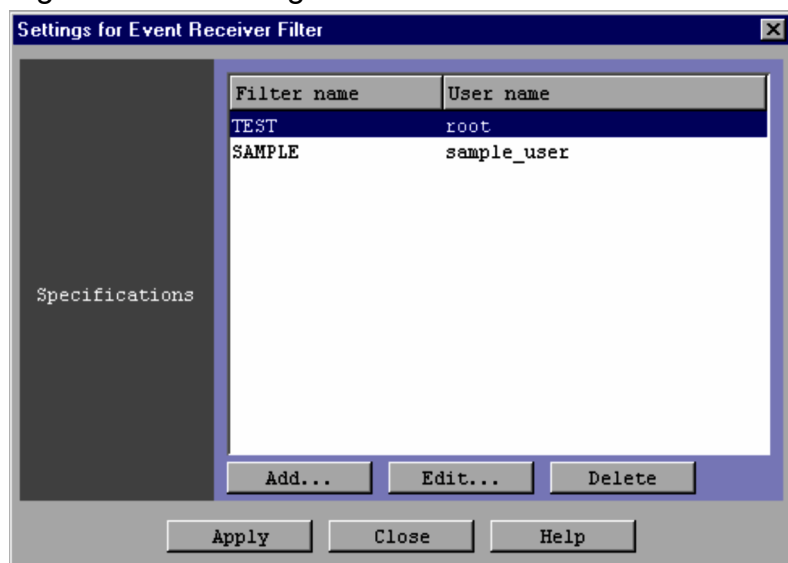 Settings for Event Receiver Filter
Filter name User name
TEST root
SAMPLE sample_user
Specifications
Add... Edit... Delete
Apply Close Help